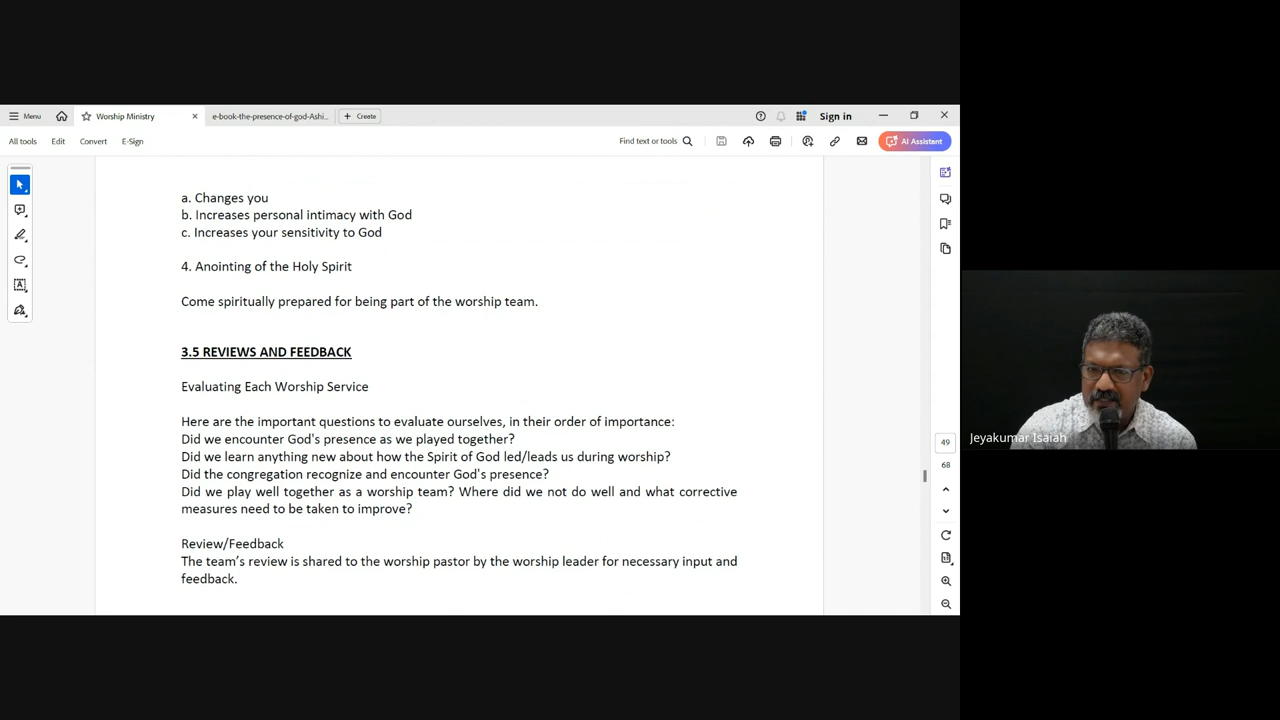 Menu
Worship Ministry
e-book-the-presence-of-god-Ashi...
Create
Sign in
All tools
Edit
Convert
E-Sign
Find text or tools
AI Assistant
a. Changes you
b. Increases personal intimacy with God
c. Increases your sensitivity to God
4. Anointing of the Holy Spirit
Come spiritually prepared for being part of the worship team.
3.5 REVIEWS AND FEEDBACK
Evaluating Each Worship Service
Here are the important questions to evaluate ourselves, in their order of importance:
Did we encounter God's presence as we played together?
Did we learn anything new about how the Spirit of God led/leads us during worship?
Did the congregation recognize and encounter God's presence?
Did we play well together as a worship team? Where did we not do well and what corrective
measures need to be taken to improve?
Review/Feedback
The team’s review is shared to the worship pastor by the worship leader for necessary input and
feedback.
49
68
Jeyakumar Isaiah